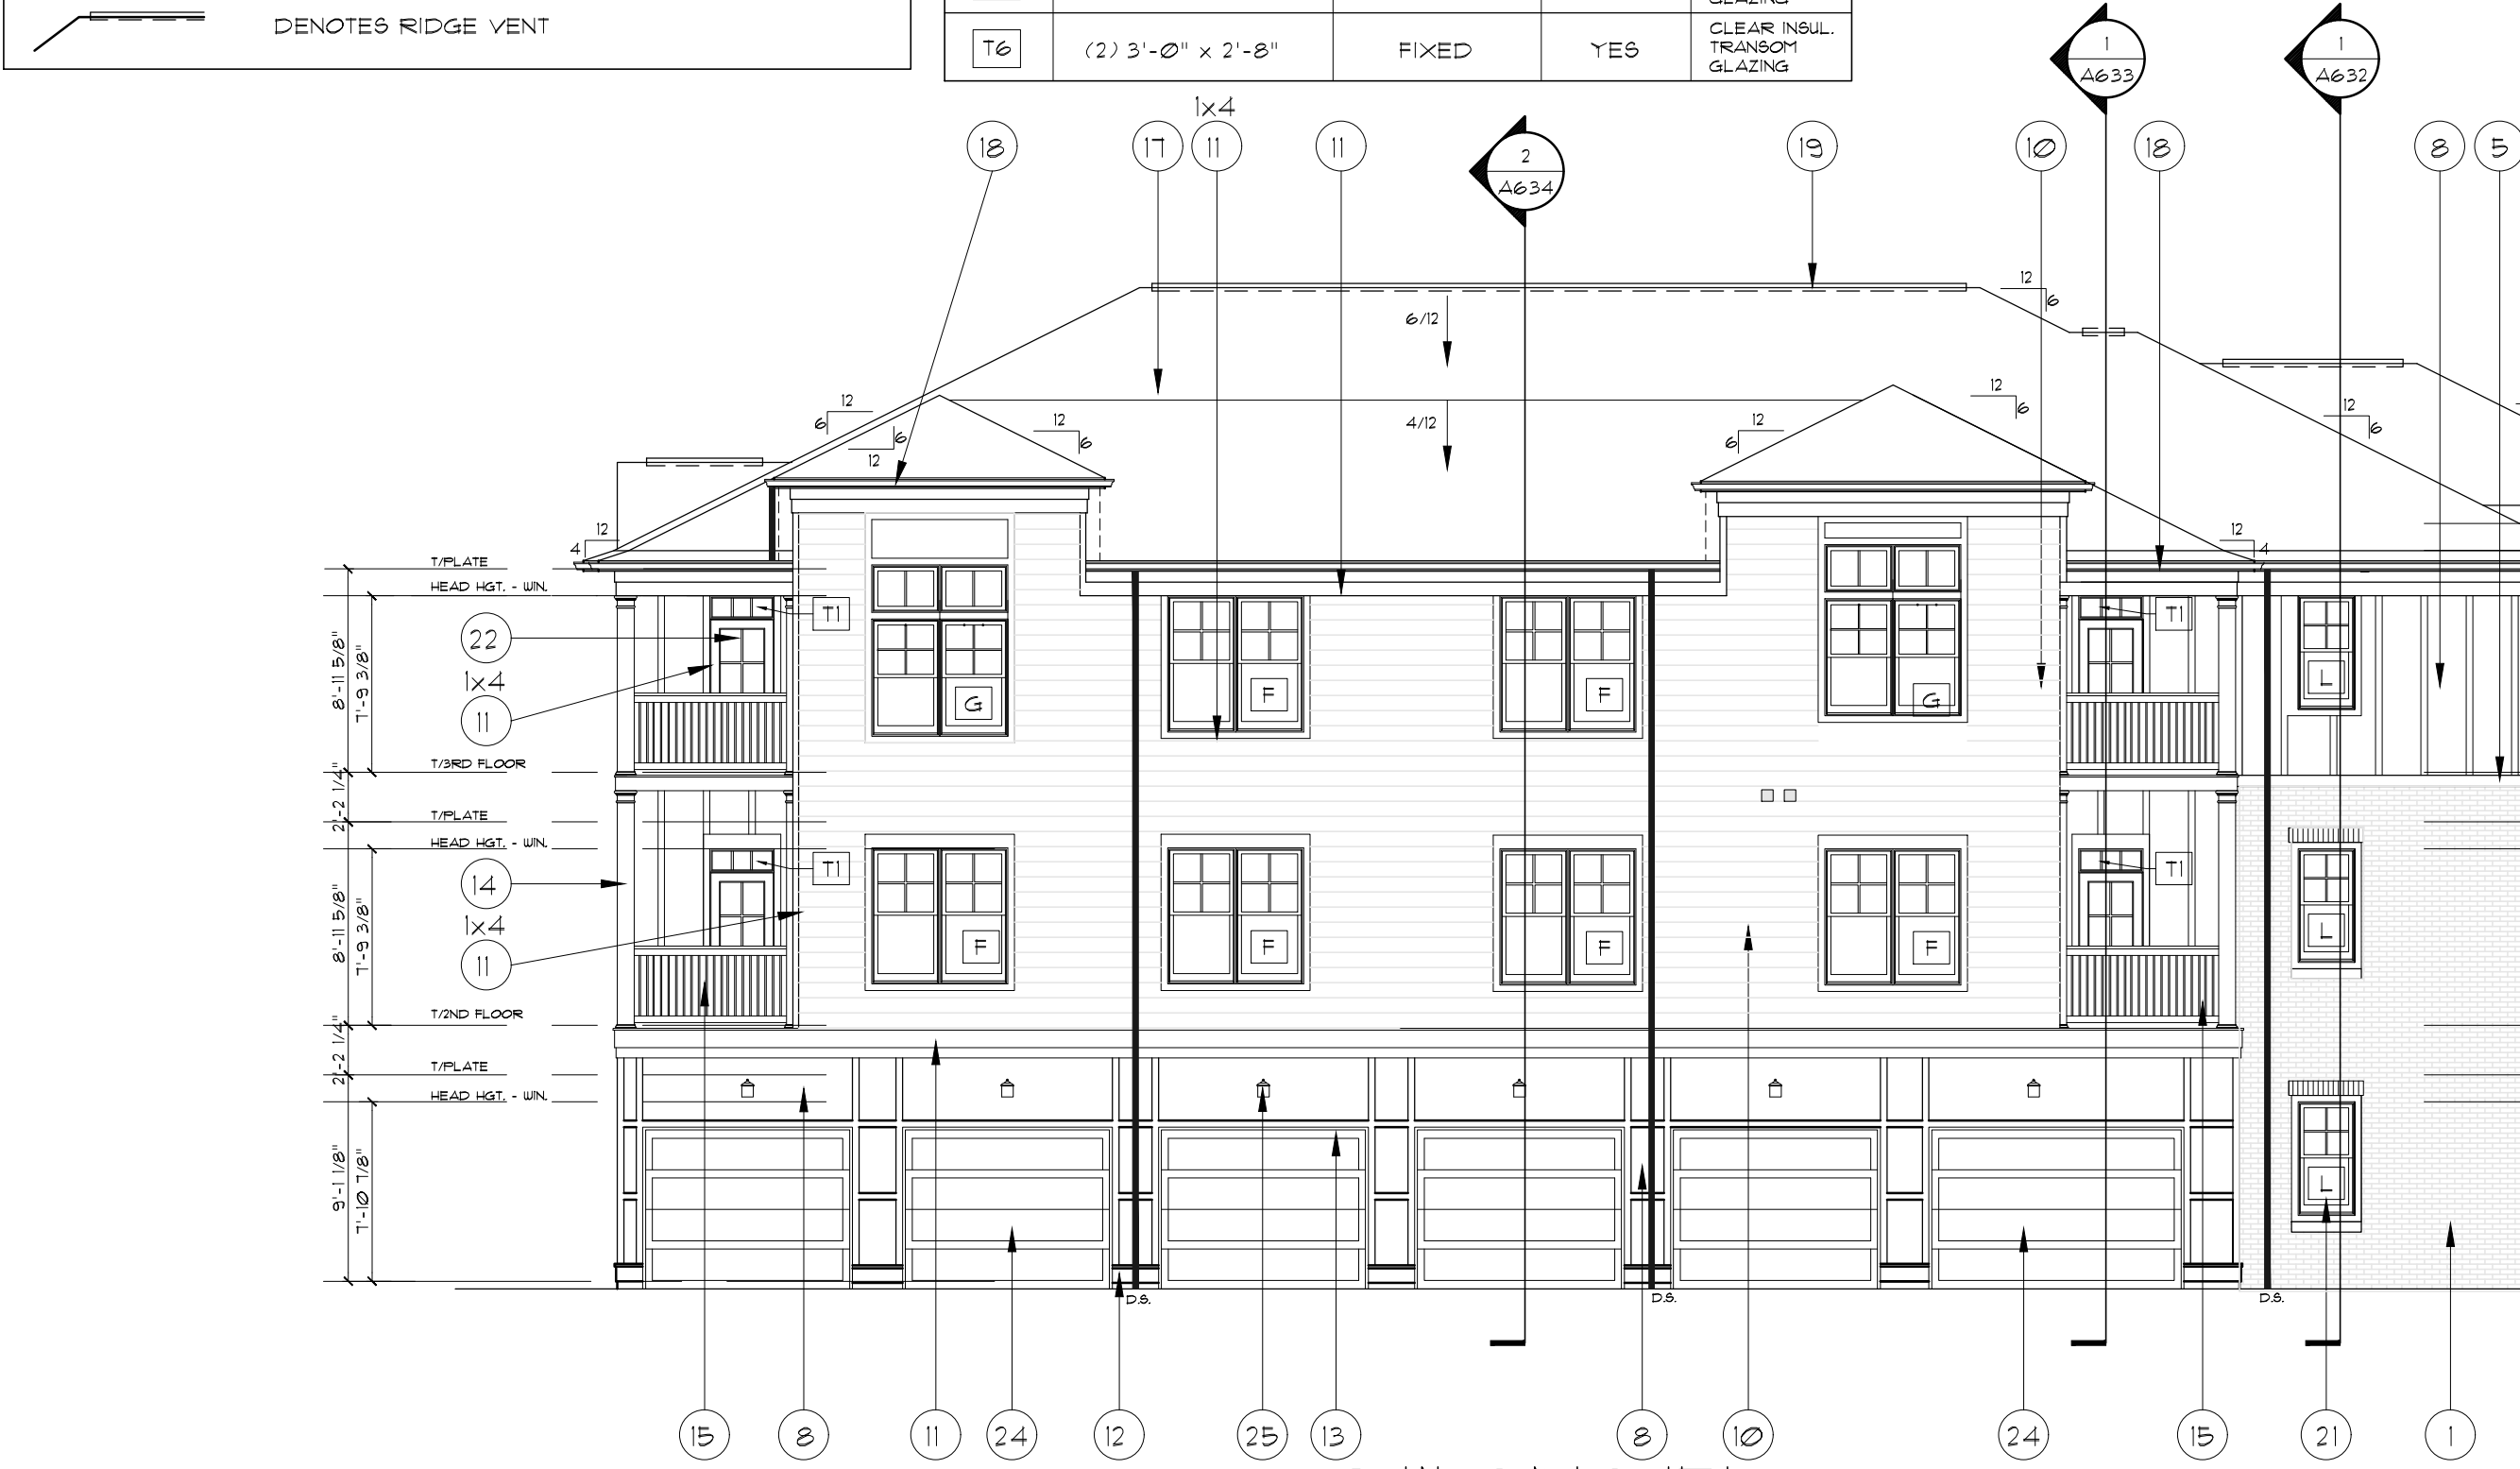 DENOTES RIDGE VENT
T6
(2) 3'-0" x 2'-8"
FIXED
YES
CLEAR INSUL.
TRANSOM
GLAZING
1
A633
1
A632
2
A634
1x4
18
17
11
11
19
10
18
8
5
12
6
6/12
4/12
12
6
6
12
12
6
12
6
12
6
12
6
12
4
12
4
T/PLATE
HEAD HGT. - WIN.
T/3RD FLOOR
T/PLATE
HEAD HGT. - WIN.
T/2ND FLOOR
T/PLATE
HEAD HGT. - WIN.
8'-11 5/8"
7'-9 3/8"
2'-2 1/4"
8'-11 5/8"
7'-9 3/8"
2'-2 1/4"
9'-1 1/8"
7'-10 7/8"
22
1x4
11
14
1x4
11
T1
T1
T1
T1
G
F
F
G
L
F
F
F
F
L
L
D.S.
D.S.
D.S.
15
8
11
24
12
25
13
8
10
24
15
21
1